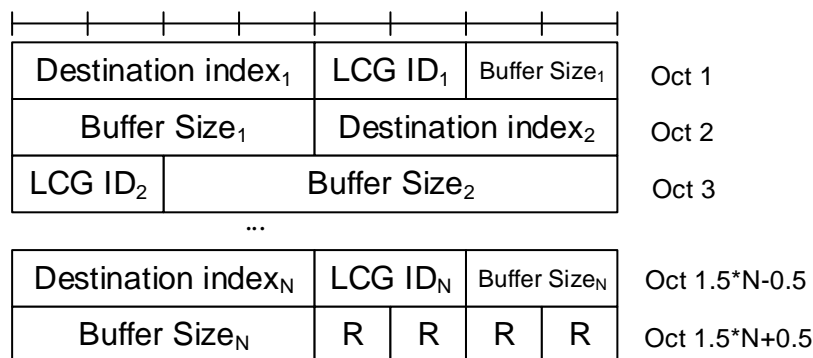 Destination index₁ LCG ID₁ Buffer Size₁ Oct 1
Buffer Size₁ Destination index₂ Oct 2
LCG ID₂ Buffer Size₂ Oct 3
...
Destination indexN LCG IDN Buffer SizeN Oct 1.5*N-0.5
Buffer SizeN R R R R Oct 1.5*N+0.5